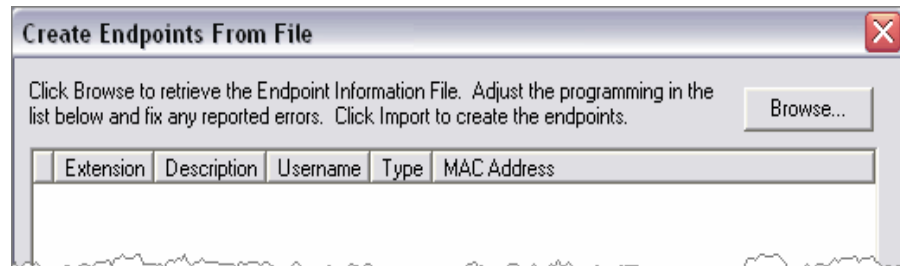 Create Endpoints From File
Click Browse to retrieve the Endpoint Information File. Adjust the programming in the
list below and fix any reported errors. Click Import to create the endpoints.
Browse...
Extension Description Username Type MAC Address